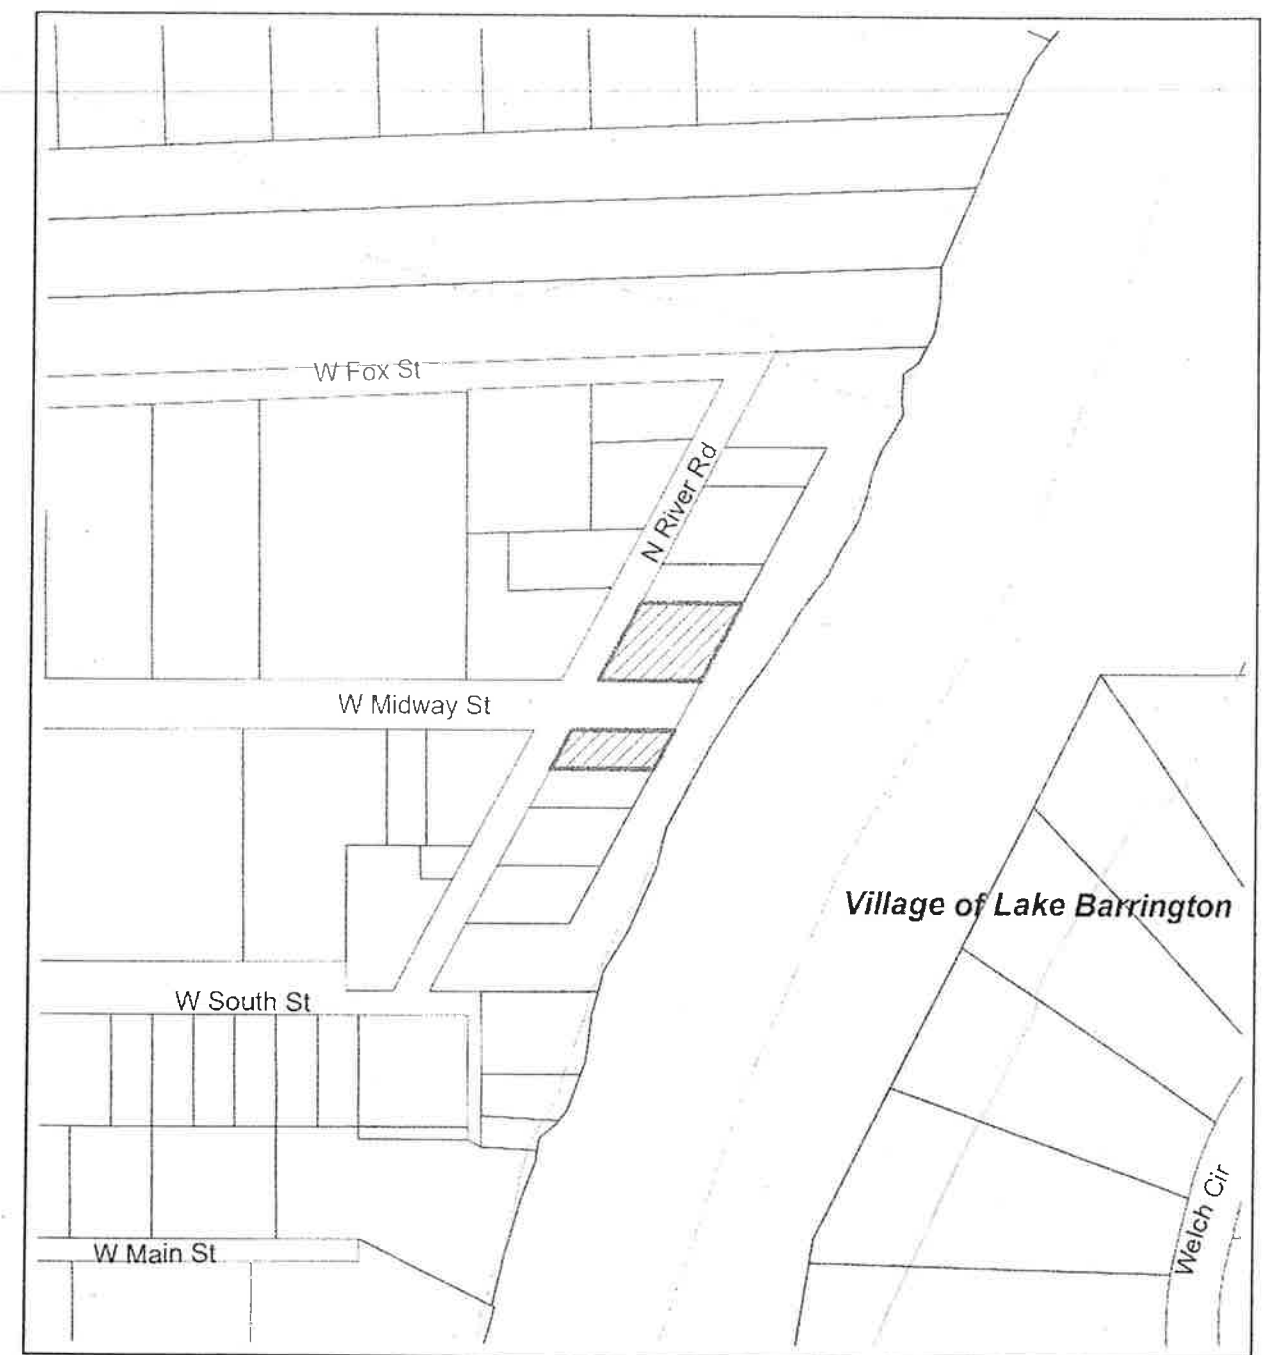 W Fox St
N River Rd
W Midway St
Village of Lake Barrington
W South St
Welch Cir
W Main St